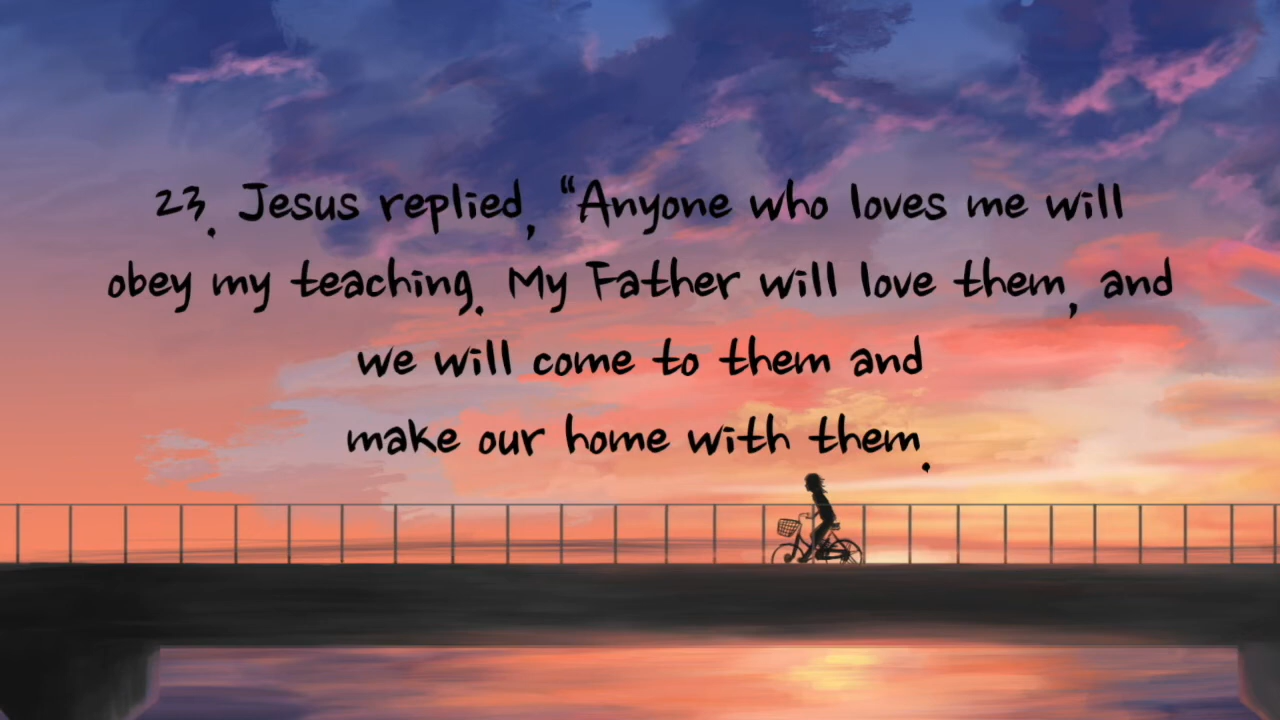 23. Jesus replied, “Anyone who loves me will
obey my teaching. My Father will love them, and
we will come to them and
make our home with them.